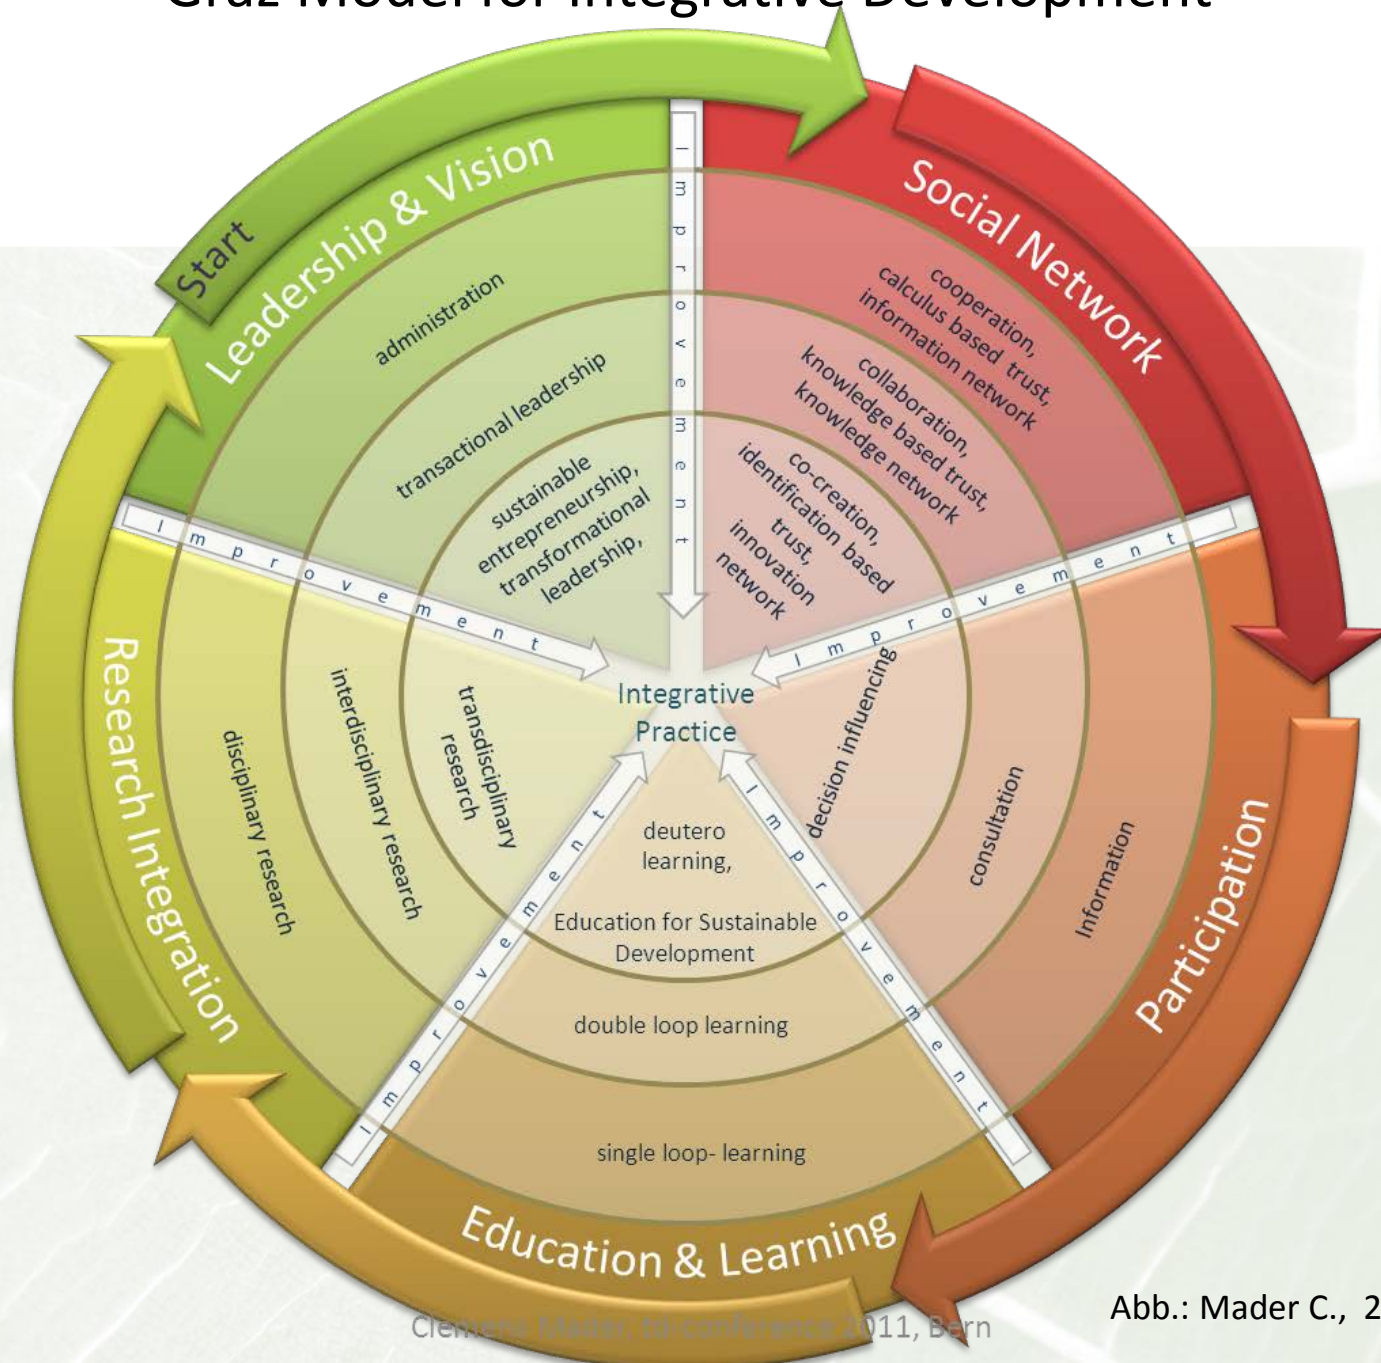 Graz Model for Integrative Development
Start
Leadership & Vision
administration
transactional leadership
sustainable
entrepreneurship,
transformational
leadership,
Improvement
Social Network
cooperation,
calculus based trust,
information network
collaboration,
knowledge based trust,
knowledge network
co-creation,
identification based
trust,
innovation
network
Improvement
Participation
Information
consultation
decision influencing
Improvement
Education & Learning
single loop- learning
double loop learning
deutero
learning,
Education for Sustainable
Development
Improvement
Research Integration
disciplinary research
interdisciplinary research
transdisciplinary
research
Improvement
Integrative
Practice
Abb.: Mader C., 2
2011, Bern